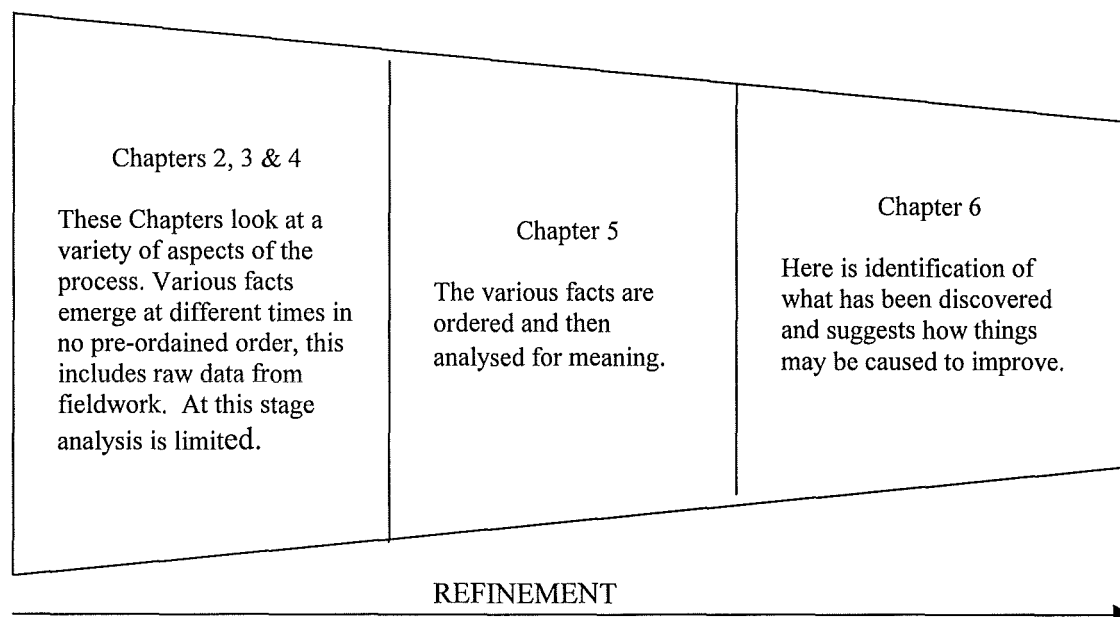 Chapters 2, 3 & 4
These Chapters look at a
variety of aspects of the
process. Various facts
emerge at different times in
no pre-ordained order, this
includes raw data from
fieldwork. At this stage
analysis is limited.
Chapter 5
The various facts are
ordered and then
analysed for meaning.
Chapter 6
Here is identification of
what has been discovered
and suggests how things
may be caused to improve.
REFINEMENT